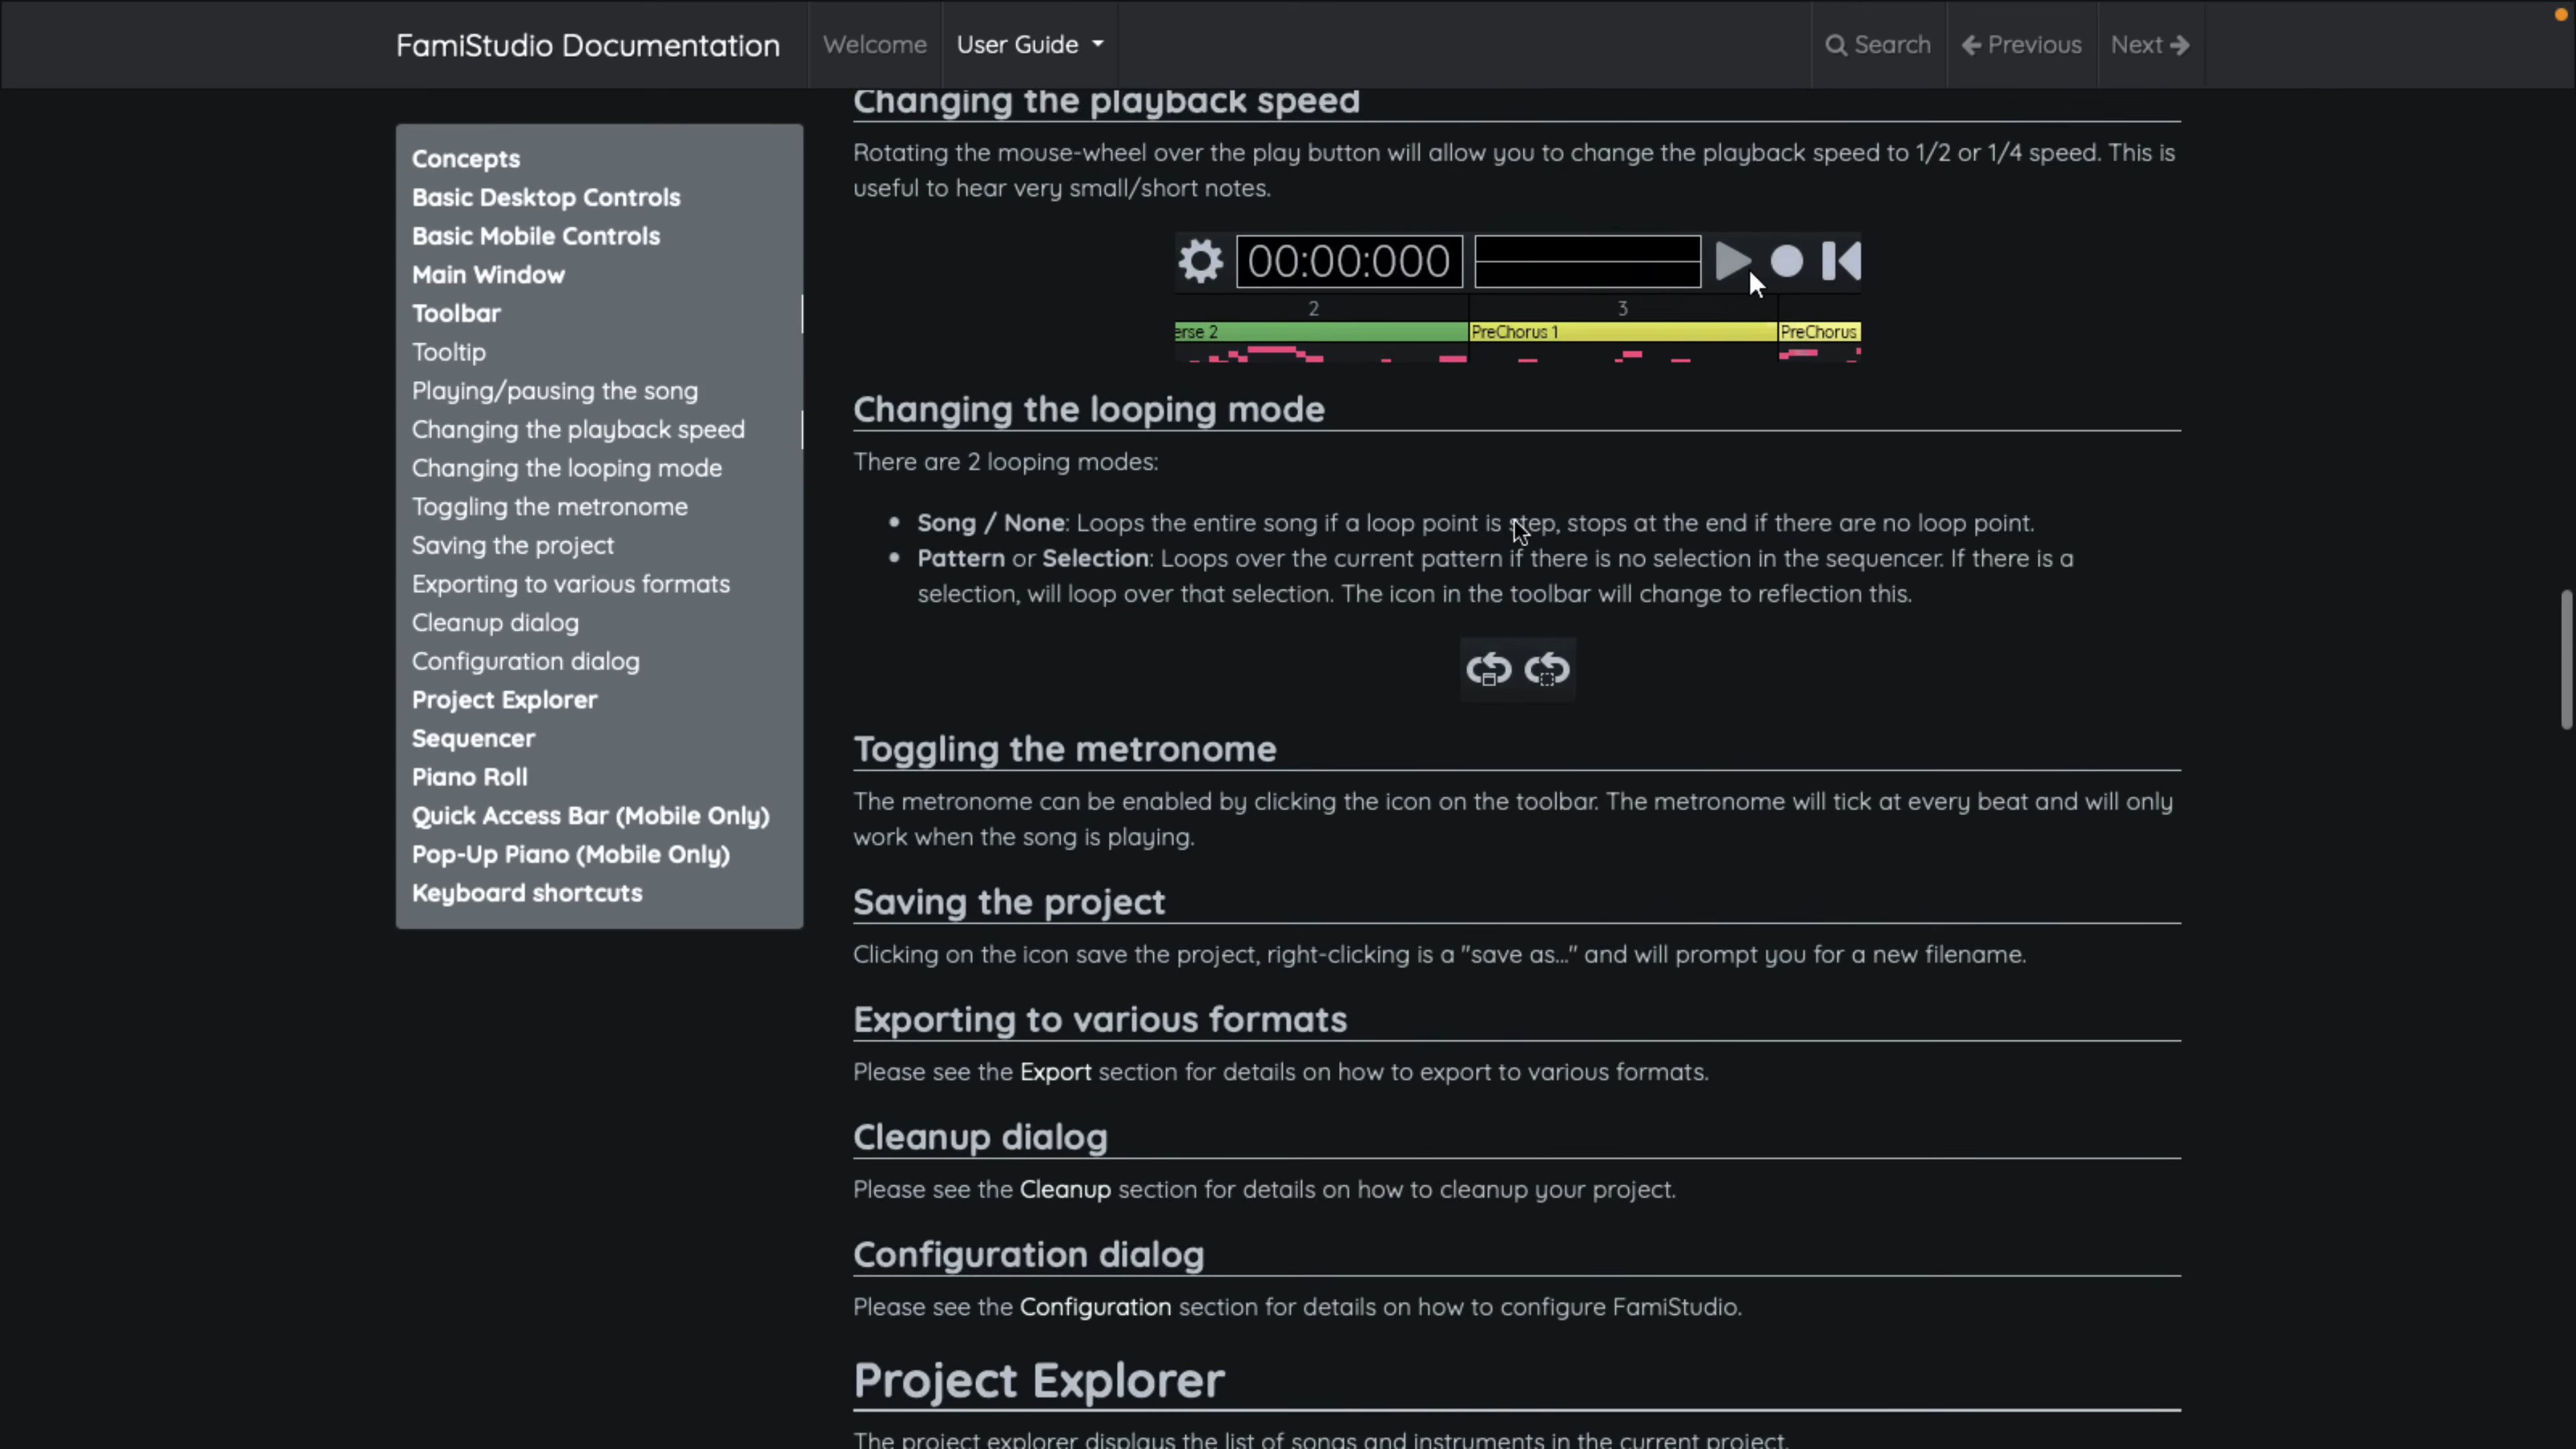 FamiStudio Documentation
Welcome
User Guide
Search
Previous
Next
Concepts
Basic Desktop Controls
Basic Mobile Controls
Main Window
Toolbar
Tooltip
Playing/pausing the song
Changing the playback speed
Changing the looping mode
Toggling the metronome
Saving the project
Exporting to various formats
Cleanup dialog
Configuration dialog
Project Explorer
Sequencer
Piano Roll
Quick Access Bar (Mobile Only)
Pop-Up Piano (Mobile Only)
Keyboard shortcuts
Changing the playback speed
Rotating the mouse-wheel over the play button will allow you to change the playback speed to 1/2 or 1/4 speed. This is
useful to hear very small/short notes.
00:00:000
2
3
erse 2
PreChorus 1
PreChorus
Changing the looping mode
There are 2 looping modes:
Song / None: Loops the entire song if a loop point is step, stops at the end if there are no loop point.
Pattern or Selection: Loops over the current pattern if there is no selection in the sequencer. If there is a
selection, will loop over that selection. The icon in the toolbar will change to reflection this.
Toggling the metronome
The metronome can be enabled by clicking the icon on the toolbar. The metronome will tick at every beat and will only
work when the song is playing.
Saving the project
Clicking on the icon save the project, right-clicking is a "save as..." and will prompt you for a new filename.
Exporting to various formats
Please see the Export section for details on how to export to various formats.
Cleanup dialog
Please see the Cleanup section for details on how to cleanup your project.
Configuration dialog
Please see the Configuration section for details on how to configure FamiStudio.
Project Explorer
The project explorer displays the list of songs and instruments in the current project.